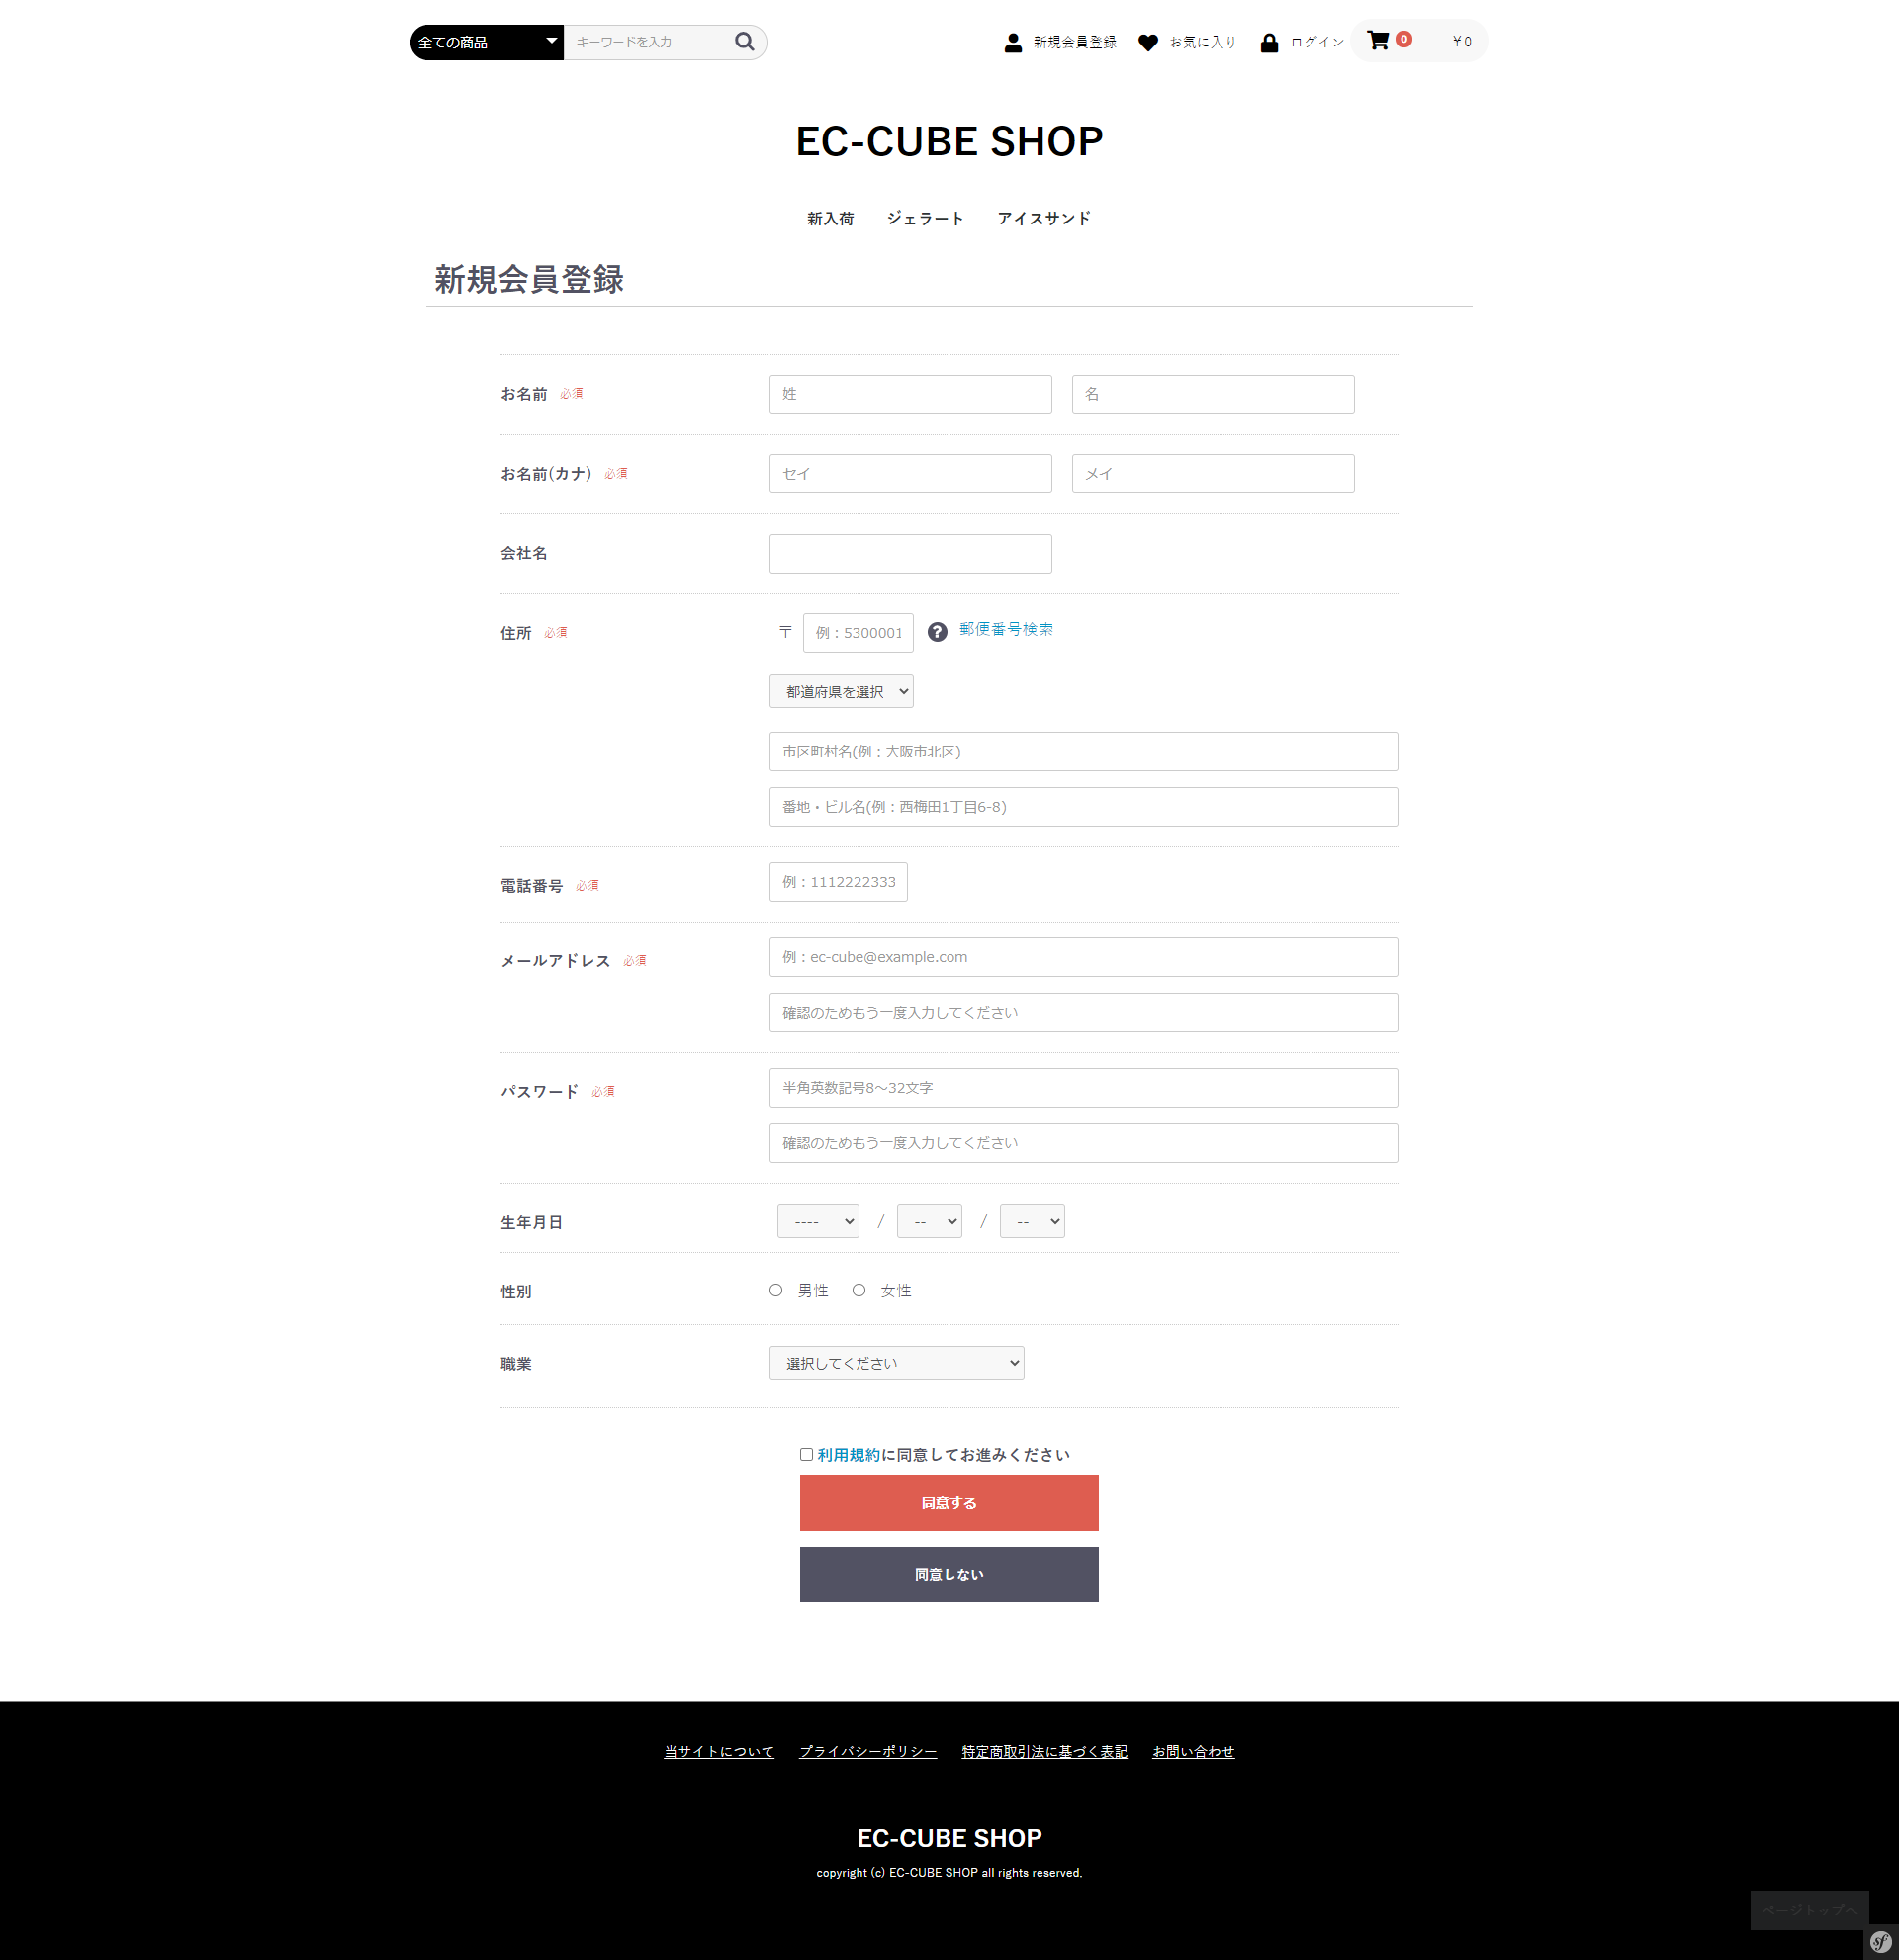 全ての商品 キーワードを入力 新規会員登録 お気に入り ログイン 0 ￥0
EC-CUBE SHOP
新入荷 ジェラート アイスサンド
新規会員登録
お名前 必須 姓 名
お名前(カナ) 必須 セイ メイ
会社名
住所 必須 〒 例：5300001 郵便番号検索
都道府県を選択
市区町村名(例：大阪市北区)
番地・ビル名(例：西梅田1丁目6-8)
電話番号 必須 例：1112222333
メールアドレス 必須 例：ec-cube@example.com
確認のためもう一度入力してください
パスワード 必須 半角英数記号8～32文字
確認のためもう一度入力してください
生年月日 ---- / -- / --
性別 男性 女性
職業 選択してください
利用規約に同意してお進みください
同意する
同意しない
当サイトについて プライバシーポリシー 特定商取引法に基づく表記 お問い合わせ
EC-CUBE SHOP
copyright (c) EC-CUBE SHOP all rights reserved.
ページトップへ
sf